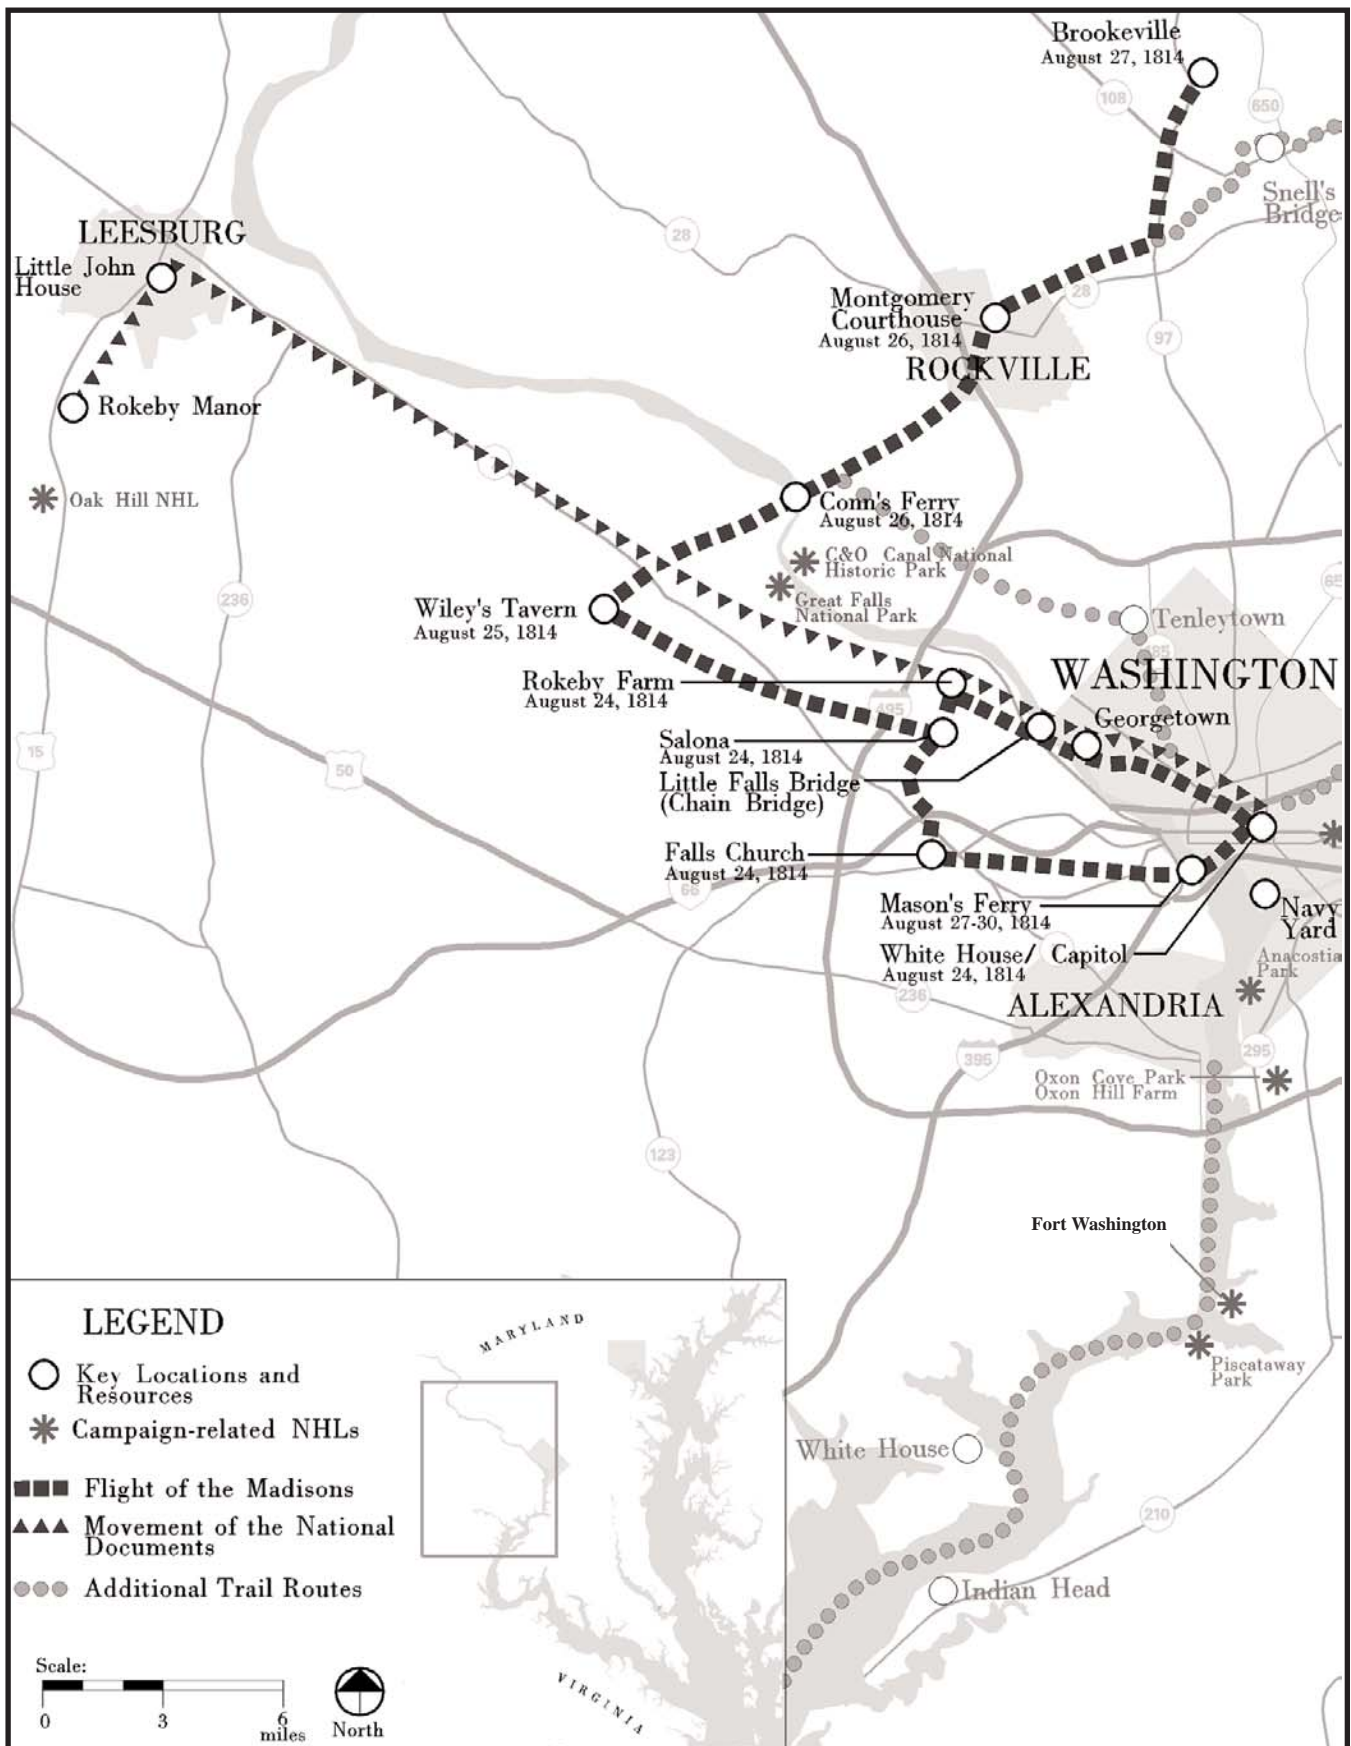 Brookeville
August 27, 1814
108
650
Snell's
Bridge
LEESBURG
28
Little John
House
Montgomery
Courthouse
August 26, 1814
28
97
ROCKVILLE
Rokeby Manor
Oak Hill NHL
Conn's Ferry
August 26, 1814
C&O Canal National
Historic Park
Great Falls
National Park
236
Wiley's Tavern
August 25, 1814
Tenleytown
Rokeby Farm
August 24, 1814
WASHINGTON
495
Georgetown
Salona
August 24, 1814
Little Falls Bridge
(Chain Bridge)
15
50
Falls Church
August 24, 1814
66
Mason's Ferry
August 27-30, 1814
Navy
Yard
White House/ Capitol
August 24, 1814
Anacostia
Park
236
ALEXANDRIA
395
295
Oxon Cove Park
Oxon Hill Farm
123
Fort Washington
Piscataway
Park
White House
210
Indian Head
LEGEND
Key Locations and
Resources
Campaign-related NHLs
Flight of the Madisons
Movement of the National
Documents
Additional Trail Routes
MARYLAND
VIRGINIA
Scale:
0 3 6
miles
North